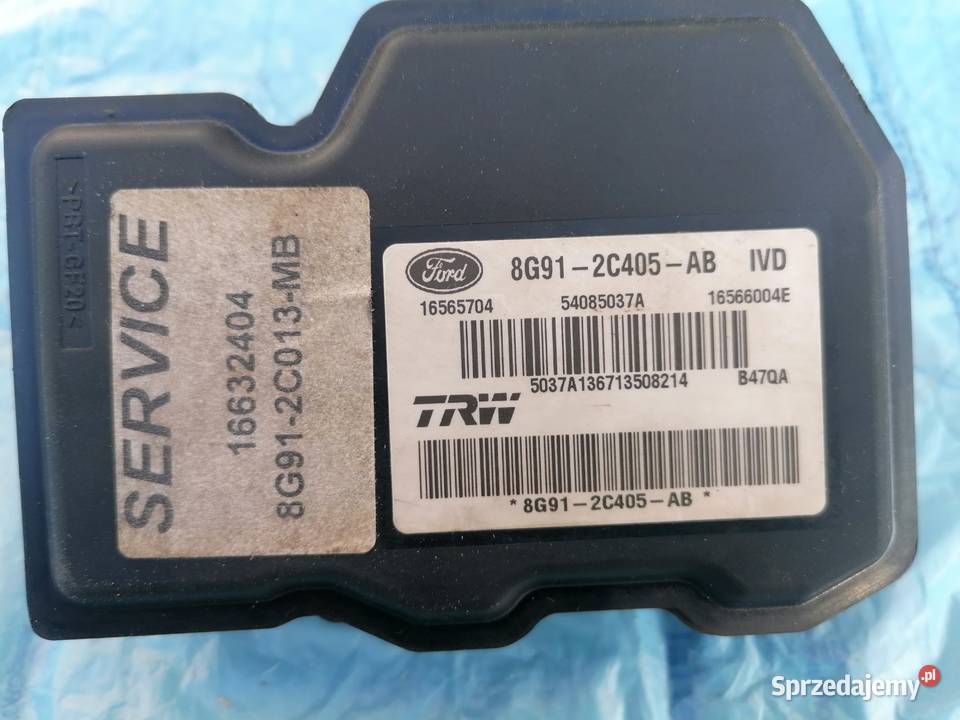 >PBT-GF20<
SERVICE
16632404
8G91-2C013-MB
Ford
8G91-2C405-AB IVD
16565704 54085037A 16566004E
5037A136713508214 B47QA
TRW
* 8G91-2C405-AB *
Sprzedajemy.pl